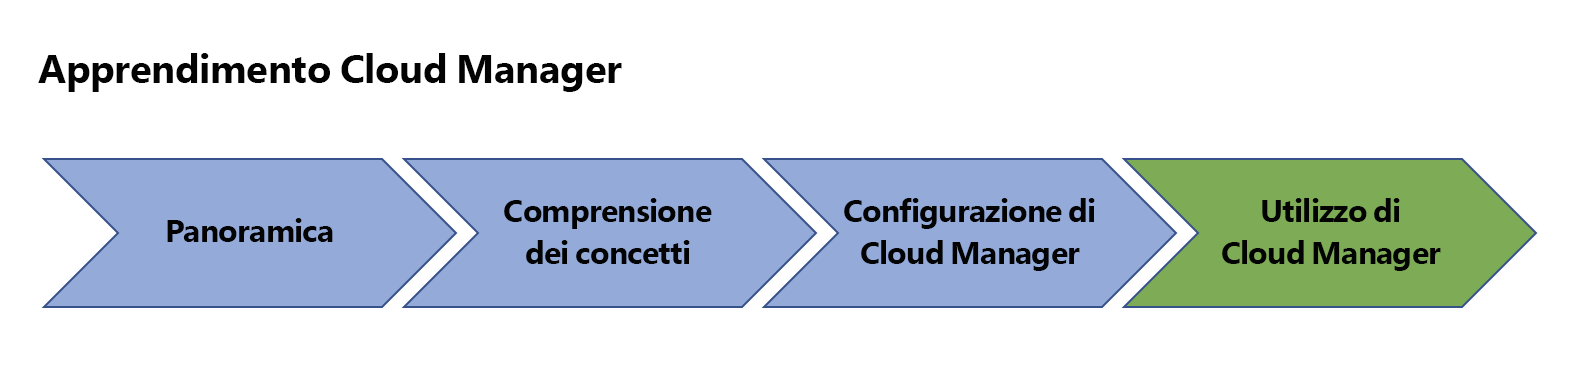 Apprendimento Cloud Manager
Panoramica
Comprensione
dei concetti
Configurazione di
Cloud Manager
Utilizzo di
Cloud Manager